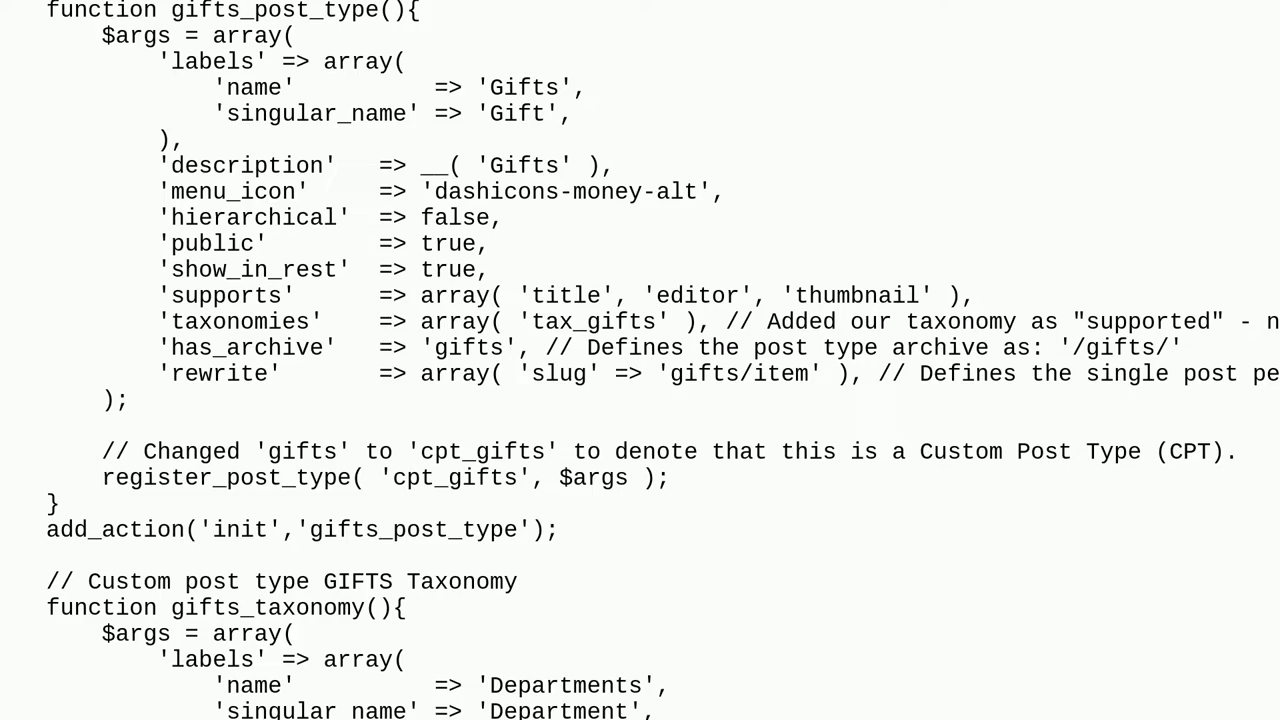 function gifts_post_type(){
    $args = array(
        'labels' => array(
            'name'          => 'Gifts',
            'singular_name' => 'Gift',
        ),
        'description'   => __( 'Gifts' ),
        'menu_icon'     => 'dashicons-money-alt',
        'hierarchical'  => false,
        'public'        => true,
        'show_in_rest'  => true,
        'supports'      => array( 'title', 'editor', 'thumbnail' ),
        'taxonomies'    => array( 'tax_gifts' ), // Added our taxonomy as "supported" -
        'has_archive'   => 'gifts', // Defines the post type archive as: '/gifts/'
        'rewrite'       => array( 'slug' => 'gifts/item' ), // Defines the single post
    );
    // Changed 'gifts' to 'cpt_gifts' to denote that this is a Custom Post Type (CPT).
    register_post_type( 'cpt_gifts', $args );
}
add_action('init','gifts_post_type');
// Custom post type GIFTS Taxonomy
function gifts_taxonomy(){
    $args = array(
        'labels' => array(
            'name'          => 'Departments',
            'singular_name' => 'Department',